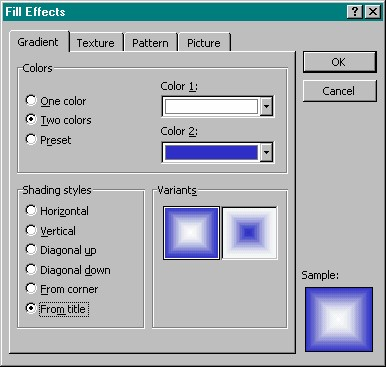 Fill Effects
Gradient Texture Pattern Picture
Colors
One color
Two colors
Preset
Color 1:
Color 2:
OK
Cancel
Shading styles
Horizontal
Vertical
Diagonal up
Diagonal down
From corner
From title
Variants
Sample: